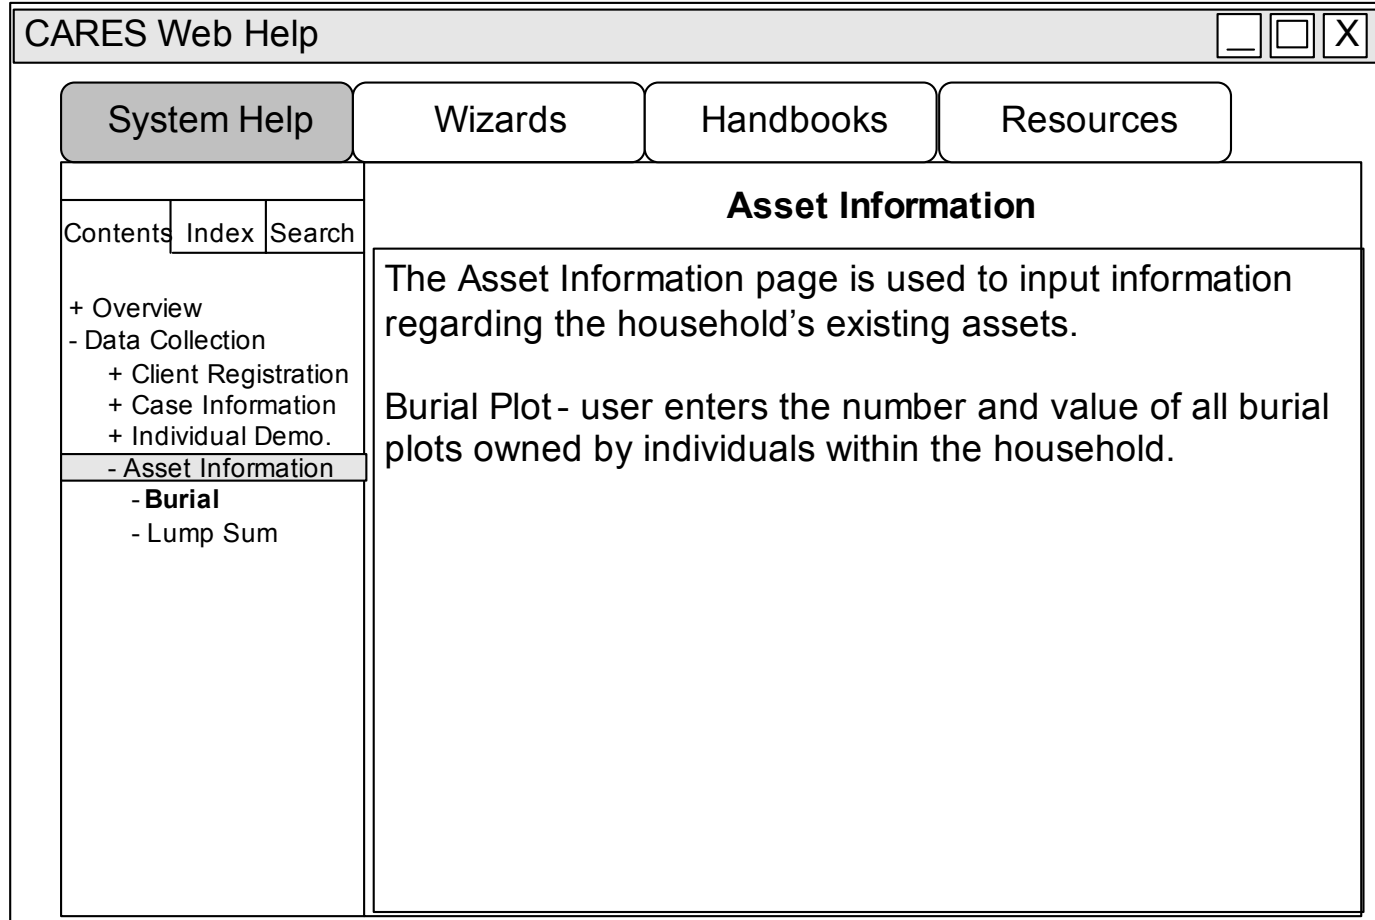 CARES Web Help
_ X
System Help Wizards Handbooks Resources
Contents Index Search
+ Overview
- Data Collection
+ Client Registration
+ Case Information
+ Individual Demo.
- Asset Information
- Burial
- Lump Sum
Asset Information
The Asset Information page is used to input information
regarding the household’s existing assets.
Burial Plot - user enters the number and value of all burial
plots owned by individuals within the household.